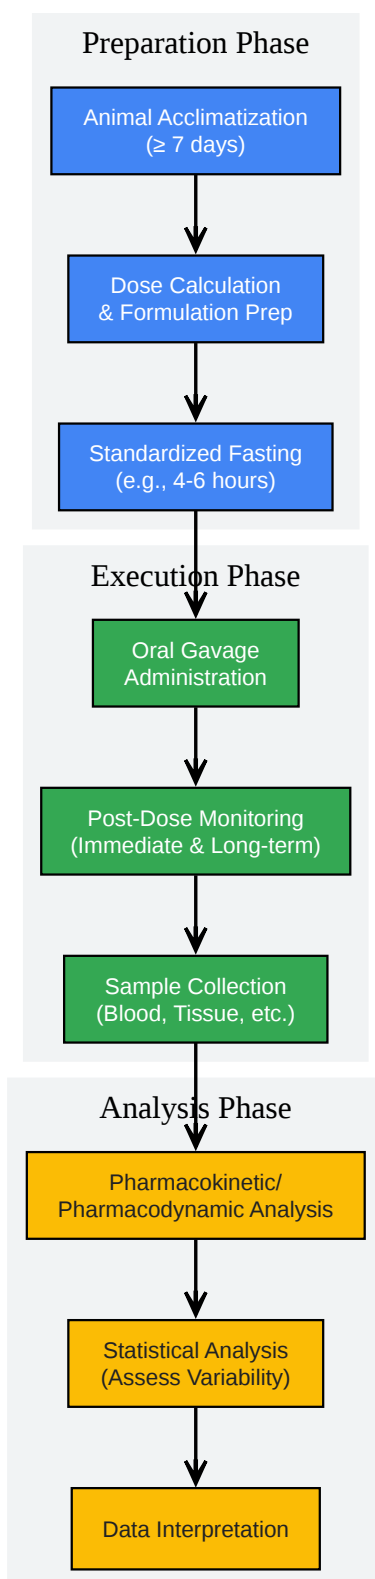 Preparation Phase
Animal Acclimatization
(≥ 7 days)
Dose Calculation
& Formulation Prep
Standardized Fasting
(e.g., 4-6 hours)
Execution Phase
Oral Gavage
Administration
Post-Dose Monitoring
(Immediate & Long-term)
Sample Collection
(Blood, Tissue, etc.)
Analysis Phase
Pharmacokinetic/
Pharmacodynamic Analysis
Statistical Analysis
(Assess Variability)
Data Interpretation